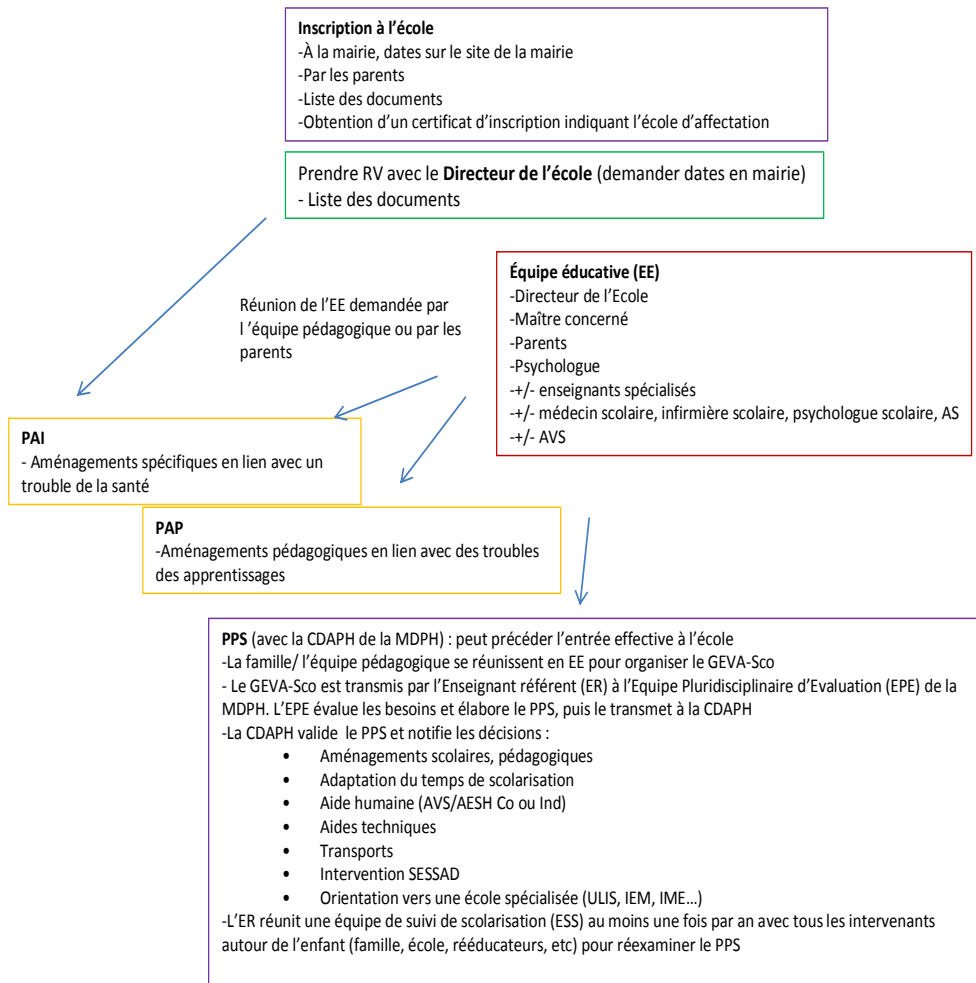 Inscription à l'école
-À la mairie, dates sur le site de la mairie
-Par les parents
-Liste des documents
-Obtention d'un certificat d'inscription indiquant l'école d'affectation
Prendre RV avec le Directeur de l'école (demander dates en mairie)
- Liste des documents
Réunion de l'EE demandée par
l 'équipe pédagogique ou par les
parents
Équipe éducative (EE)
-Directeur de l'Ecole
-Maître concerné
-Parents
-Psychologue
-+/- enseignants spécialisés
-+/- médecin scolaire, infirmière scolaire, psychologue scolaire, AS
-+/- AVS
PAI
- Aménagements spécifiques en lien avec un
trouble de la santé
PAP
-Aménagements pédagogiques en lien avec des troubles
des apprentissages
PPS (avec la CDAPH de la MDPH) : peut précéder l'entrée effective à l'école
-La famille/ l'équipe pédagogique se réunissent en EE pour organiser le GEVA-Sco
- Le GEVA-Sco est transmis par l'Enseignant référent (ER) à l'Equipe Pluridisciplinaire d'Evaluation (EPE) de la
MDPH. L'EPE évalue les besoins et élabore le PPS, puis le transmet à la CDAPH
-La CDAPH valide le PPS et notifie les décisions :
• Aménagements scolaires, pédagogiques
• Adaptation du temps de scolarisation
• Aide humaine (AVS/AESH Co ou Ind)
• Aides techniques
• Transports
• Intervention SESSAD
• Orientation vers une école spécialisée (ULIS, IEM, IME…)
-L'ER réunit une équipe de suivi de scolarisation (ESS) au moins une fois par an avec tous les intervenants
autour de l'enfant (famille, école, rééducateurs, etc) pour réexaminer le PPS